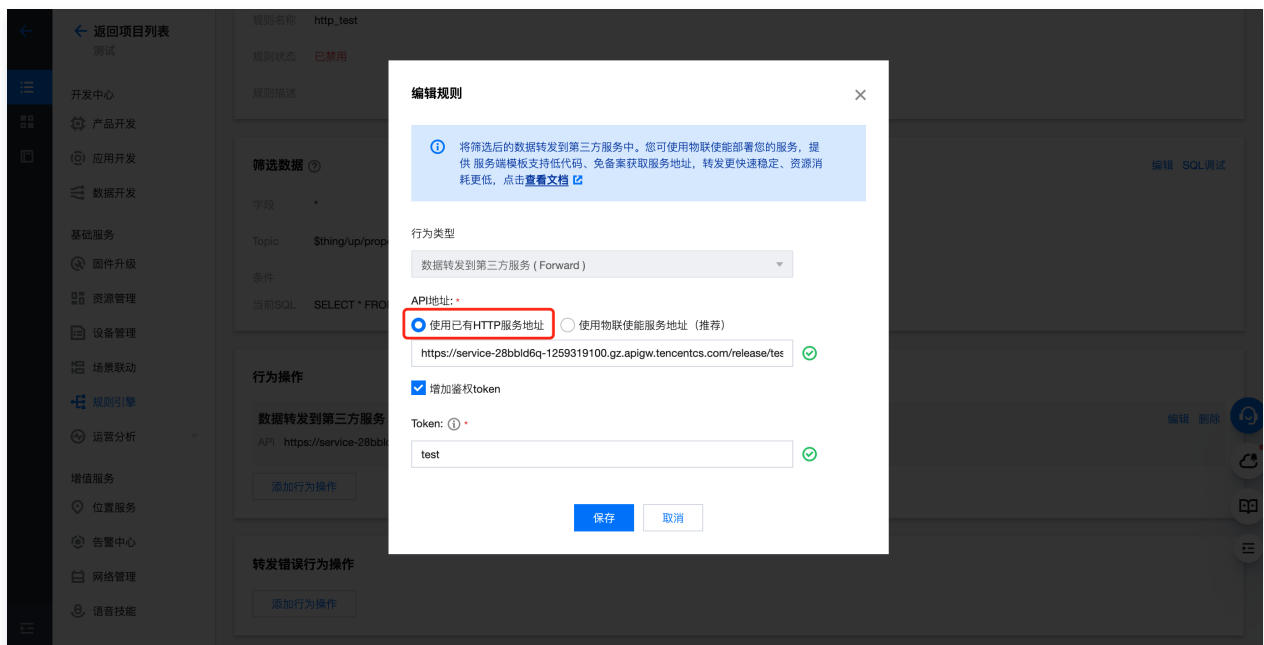 返回项目列表
测试
开发中心
产品开发
应用开发
数据开发
基础服务
固件升级
资源管理
设备管理
场景联动
规则引擎
运营分析
增值服务
位置服务
告警中心
网络管理
语音技能
规则名称 http_test
规则状态 已禁用
规则描述
筛选数据
编辑 SQL调试
字段 *
Topic $thing/up/prop
条件
当前SQL SELECT * FRO
行为操作
数据转发到第三方服务
API https://service-28bbld
编辑 删除
添加行为操作
转发错误行为操作
添加行为操作
编辑规则
将筛选后的数据转发到第三方服务中。您可使用物联使能部署您的服务，提
供 服务端模板支持低代码、免备案获取服务地址，转发更快速稳定、资源消
耗更低，点击查看文档
行为类型
数据转发到第三方服务 ( Forward )
API地址: *
使用已有HTTP服务地址 使用物联使能服务地址（推荐）
https://service-28bbld6q-1259319100.gz.apigw.tencentcs.com/release/tes
增加鉴权token
Token: *
test
保存 取消